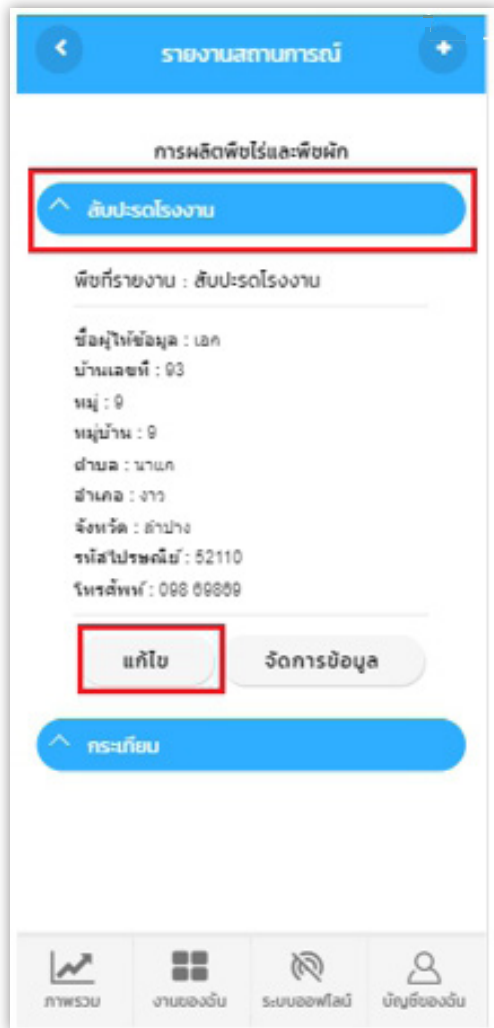 รายงานสถานการณ์
การผลิตพืชไร่และพืชผัก
สับปะรดโรงงาน
พืชที่รายงาน : สับปะรดโรงงาน
ชื่อผู้ให้ข้อมูล : เอก
บ้านเลขที่ : 93
หมู่ : 9
หมู่บ้าน : 9
ตำบล : นาแก
อำเภอ : งาว
จังหวัด : ลำปาง
รหัสไปรษณีย์ : 52110
โทรศัพท์ : 098 69869
แก้ไข จัดการข้อมูล
กระเทียม
ภาพรวม งานของฉัน ระบบออฟไลน์ บัญชีของฉัน